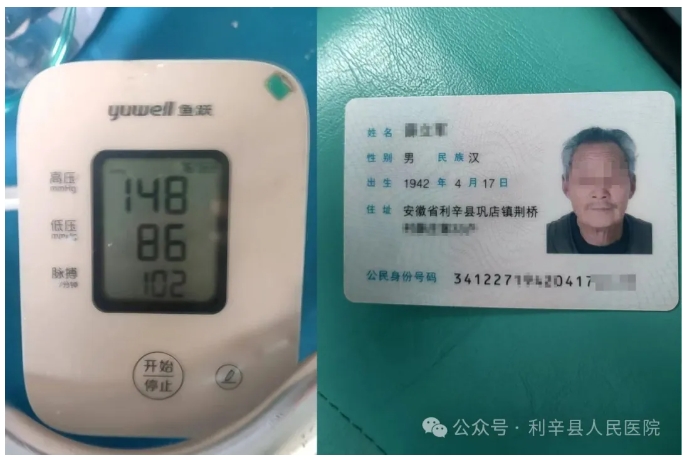 yuwell 鱼跃
高压
mmHg
148
低压
mmHg
86
脉搏
/分钟
102
开始
停止
姓名
性别 男 民族 汉
出生 1942 年 4 月 17 日
住址 安徽省利辛县巩店镇荆桥
公民身份号码 341227
公众号 · 利辛县人民医院